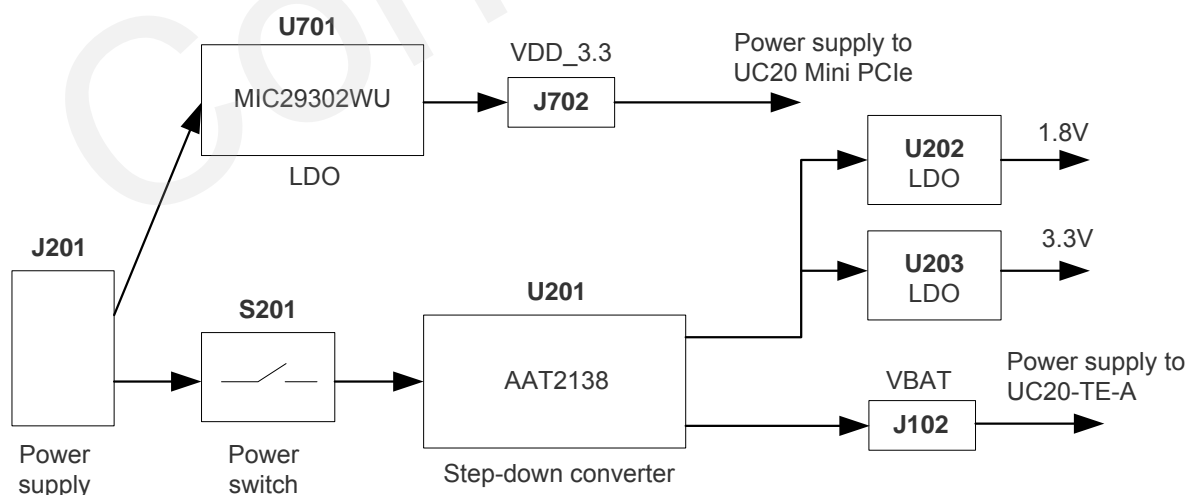 U701
MIC29302WU
LDO
VDD_3.3
J702
Power supply to
UC20 Mini PCIe
U202
LDO
1.8V
U203
LDO
3.3V
J201
Power
supply
S201
Power
switch
U201
AAT2138
Step-down converter
VBAT
J102
Power supply to
UC20-TE-A